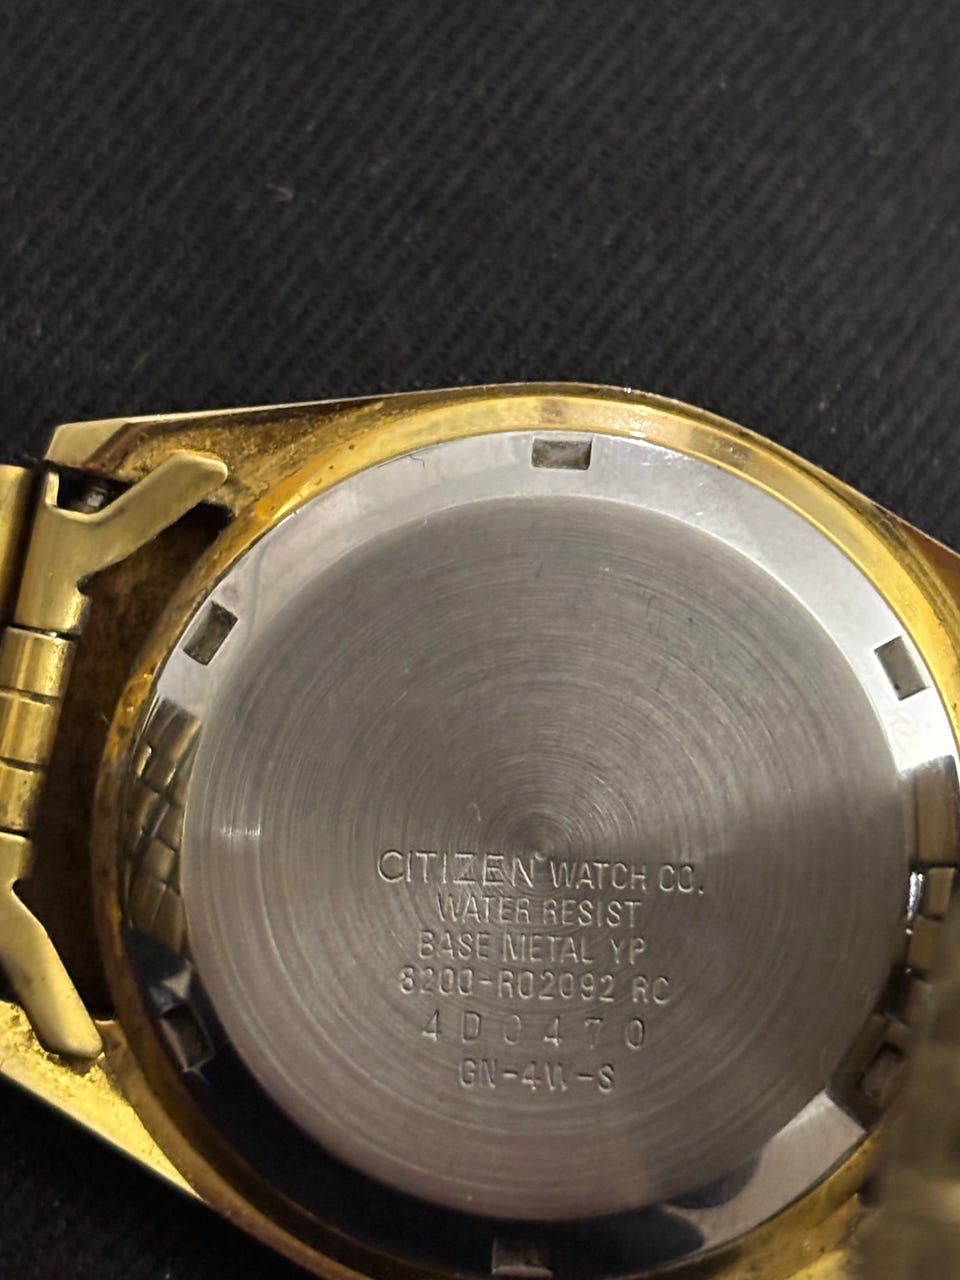 CITIZEN WATCH CO.
WATER RESIST
BASE METAL YP
8200-R02092 RC
4D0470
GN-4W-S